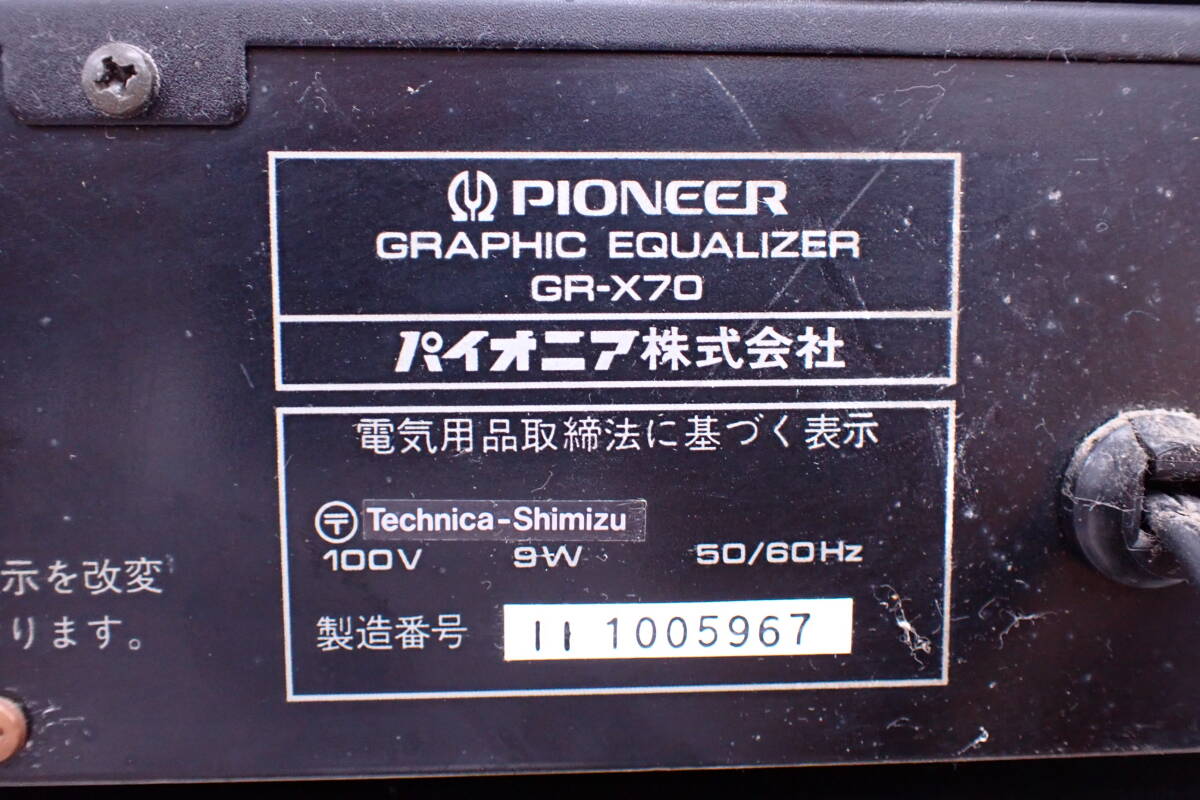 PIONEER
GRAPHIC EQUALIZER
GR-X70
パイオニア株式会社
電気用品取締法に基づく表示
〒 Technica-Shimizu
100V 9W 50/60Hz
製造番号 II 1005967
示を改変
ります。